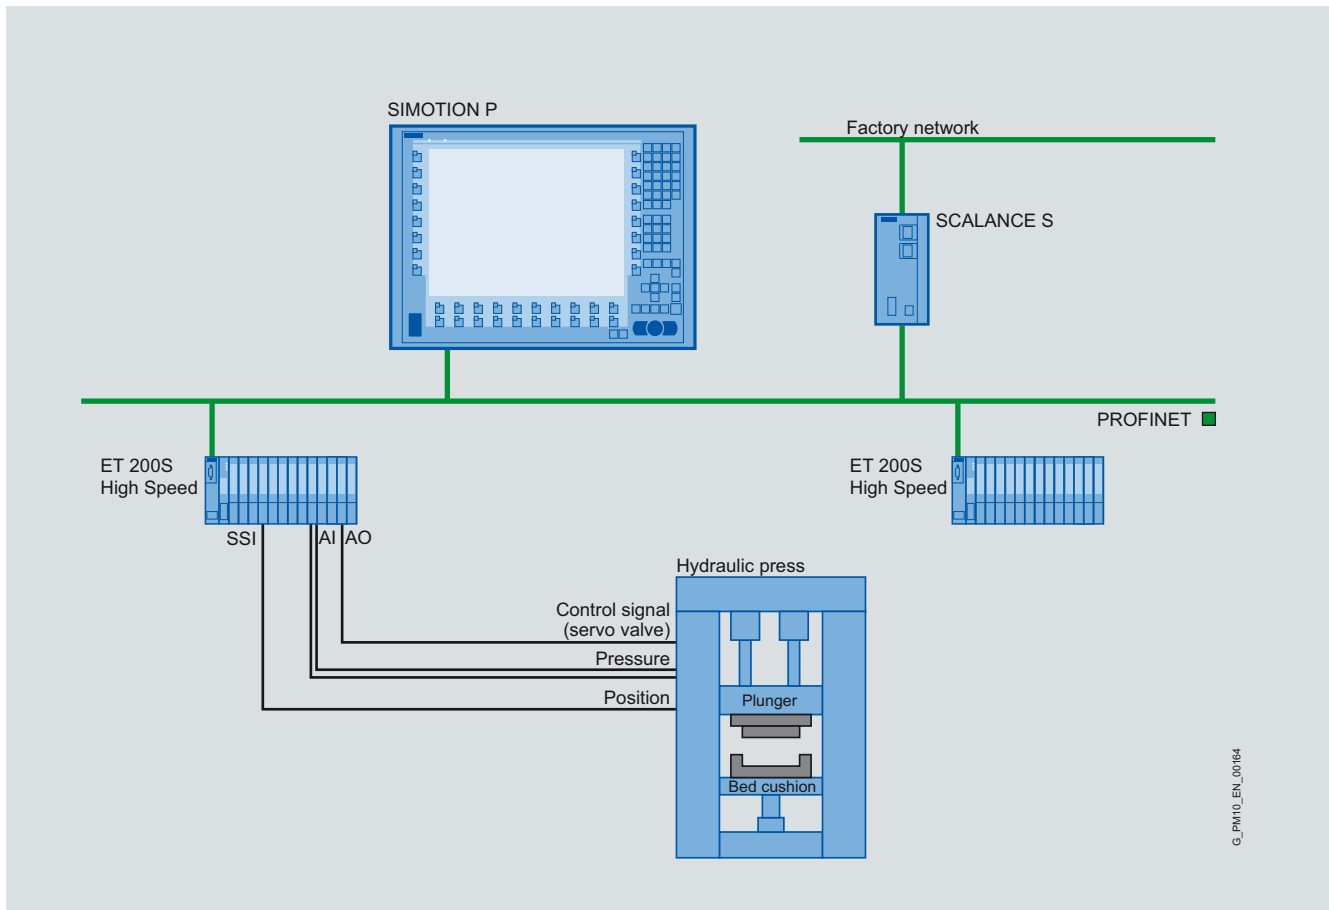 SIMOTION P
Factory network
SCALANCE S
PROFINET
ET 200S
High Speed
ET 200S
High Speed
SSI
AI
AO
Hydraulic press
Control signal
(servo valve)
Pressure
Position
Plunger
Bed cushion
G_PM10_EN_00164